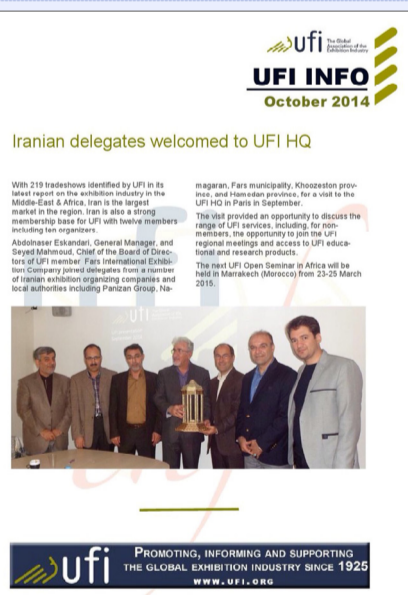 ufi The Global Association of the Exhibition Industry
UFI INFO
October 2014
Iranian delegates welcomed to UFI HQ
With 219 tradeshows identified by UFI in its
latest report on the exhibition industry in the
Middle-East & Africa, Iran is the largest
market in the region. Iran is also a strong
membership base for UFI with twelve members
including ten organizers.
Abdolnaser Eskandari, General Manager, and
Seyed Mahmoud, Chief of the Board of Direc-
tors of UFI member Fars International Exhibi-
tion Company joined delegates from a number
of Iranian exhibition organizing companies and
local authorities including Panizan Group, Na-
magaran, Fars municipality, Khoozeston prov-
ince, and Hamedan province, for a visit to the
UFI HQ in Paris in September.
The visit provided an opportunity to discuss the
range of UFI services, including, for non-
members, the opportunity to join the UFI
regional meetings and access to UFI educa-
tional and research products.
The next UFI Open Seminar in Africa will be
held in Marrakech (Morocco) from 23-25 March
2015.
ufi
PROMOTING, INFORMING AND SUPPORTING
THE GLOBAL EXHIBITION INDUSTRY SINCE 1925
WWW.UFI.ORG